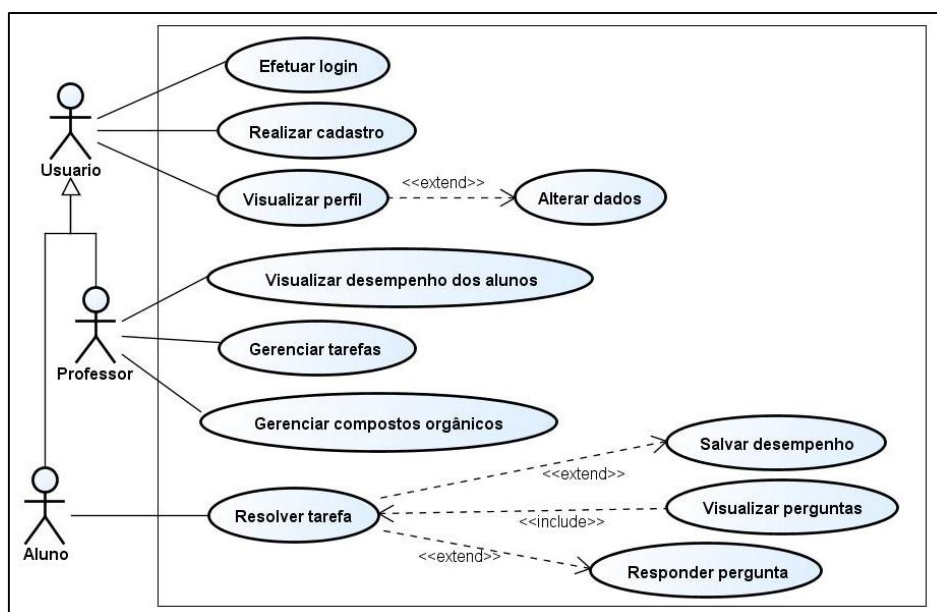 Efetuar login
Usuario
Realizar cadastro
Visualizar perfil
<<extend>>
Alterar dados
Visualizar desempenho dos alunos
Professor
Gerenciar tarefas
Gerenciar compostos orgânicos
Salvar desempenho
<<extend>>
Aluno
Resolver tarefa
<<include>>
Visualizar perguntas
<<extend>>
Responder pergunta